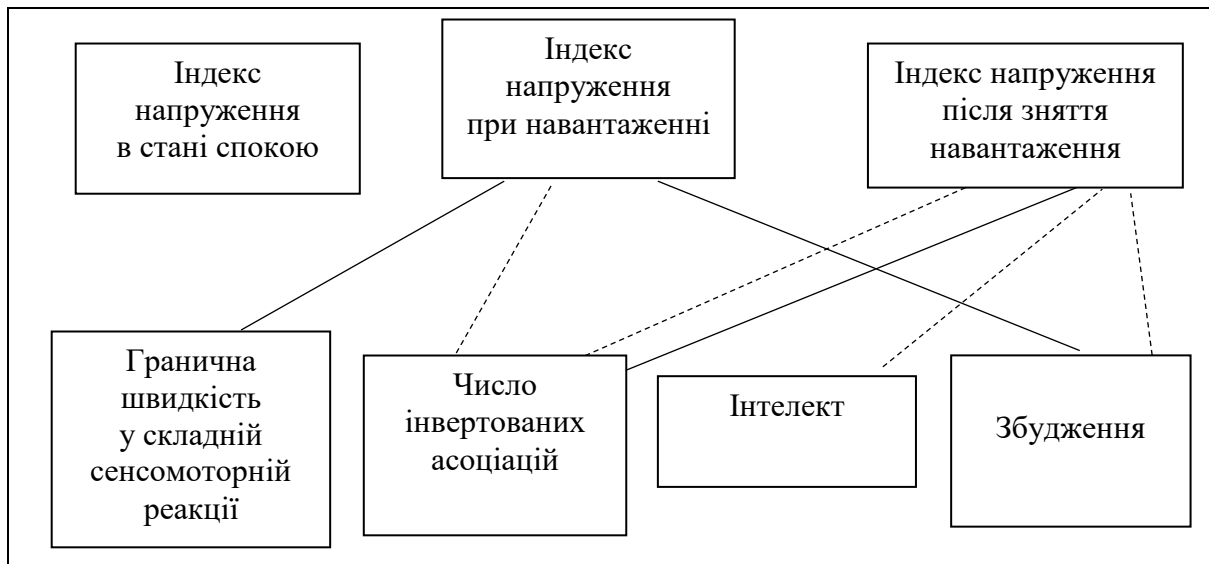 Індекс
напруження
в стані спокою
Індекс
напруження
при навантаженні
Індекс напруження
після зняття
навантаження
Гранична
швидкість
у складній
сенсомоторній
реакції
Число
інвертованих
асоціацій
Інтелект
Збудження